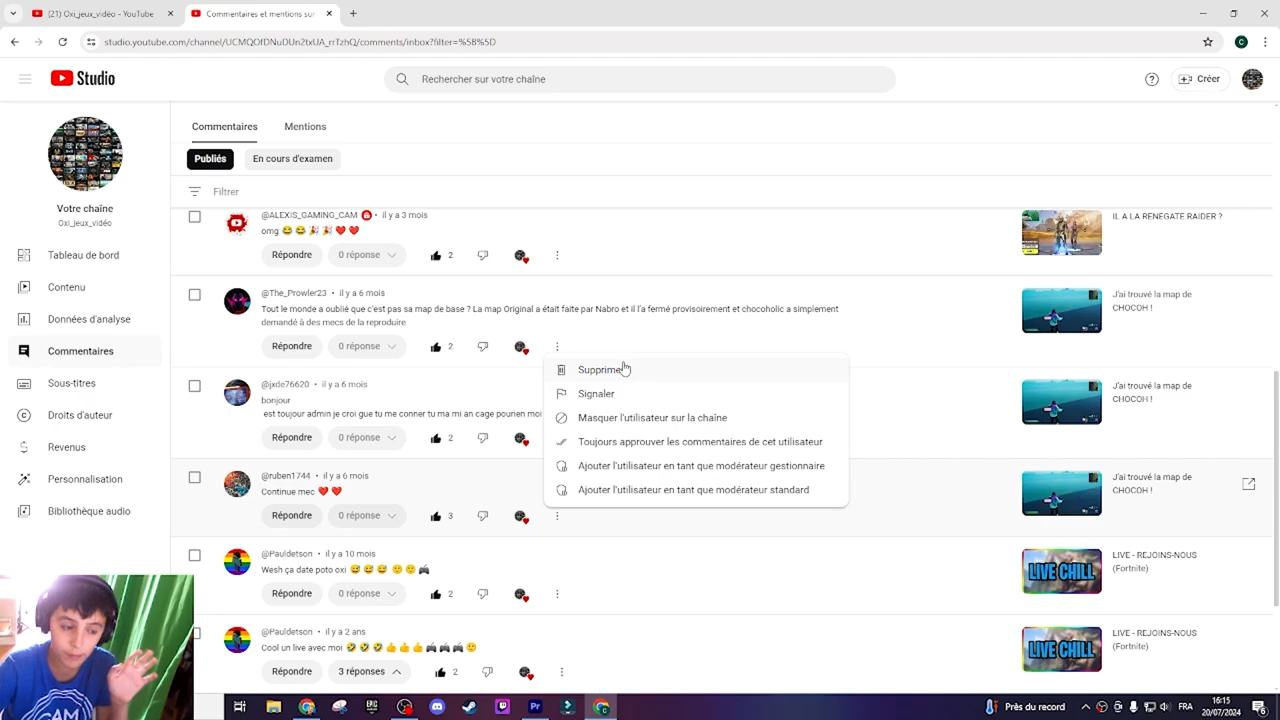 (21) Oxi_jeux_vidéo - YouTube
Commentaires et mentions sur
studio.youtube.com/channel/UCMQOfDNuDUn2txUA_rrTzhQ/comments/inbox?filter=%5B%5D
C
Studio
Rechercher sur votre chaîne
Créer
Commentaires
Mentions
Publiés
En cours d'examen
Filtrer
Votre chaîne
Oxi_jeux_vidéo
Tableau de bord
Contenu
Données d'analyse
Commentaires
Sous-titres
Droits d'auteur
Revenus
Personnalisation
Bibliothèque audio
@ALEXIS_GAMING_CAM • il y a 3 mois
omg 😂😂🎉🎉❤️❤️
Répondre
0 réponse
2
IL A LA RENEGATE RAIDER ?
@The_Prowler23 • il y a 6 mois
Tout le monde a oublié que c'est pas sa map de base ? La map Original a était faite par Nabro et il l'a fermé provisoirement et chocoholic a simplement
demandé à des mecs de la reproduire
Répondre
0 réponse
2
J'ai trouvé la map de
CHOCOH !
Supprimer
Signaler
Masquer l'utilisateur sur la chaîne
Toujours approuver les commentaires de cet utilisateur
Ajouter l'utilisateur en tant que modérateur gestionnaire
Ajouter l'utilisateur en tant que modérateur standard
@jxde76620 • il y a 6 mois
bonjour
est toujour admin je croi gue tu me conner tu ma mi an cage pourien moi
Répondre
0 réponse
2
J'ai trouvé la map de
CHOCOH !
@ruben1744 • il y a 6 mois
Continue mec ❤️❤️
Répondre
0 réponse
3
J'ai trouvé la map de
CHOCOH !
@Pauldetson • il y a 10 mois
Wesh ça date poto oxi 😅😅😅🙂🙂🎮
Répondre
0 réponse
2
LIVE CHILL
LIVE - REJOINS-NOUS
(Fortnite)
@Pauldetson • il y a 2 ans
Cool un live avec moi 🤣🤣🤣👍👍👍🎮🎮🎮🙂
Répondre
3 réponses
2
LIVE CHILL
LIVE - REJOINS-NOUS
(Fortnite)
GAM
EPIC
Pr
Près du record
FRA
16:15
20/07/2024
6